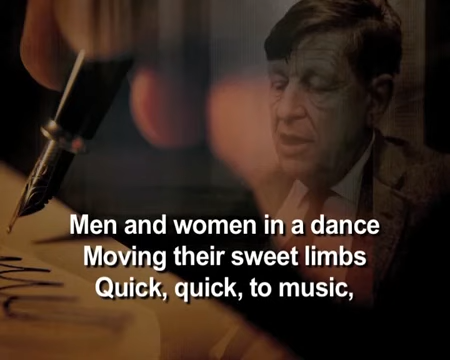 Men and women in a dance
Moving their sweet limbs
Quick, quick, to music,